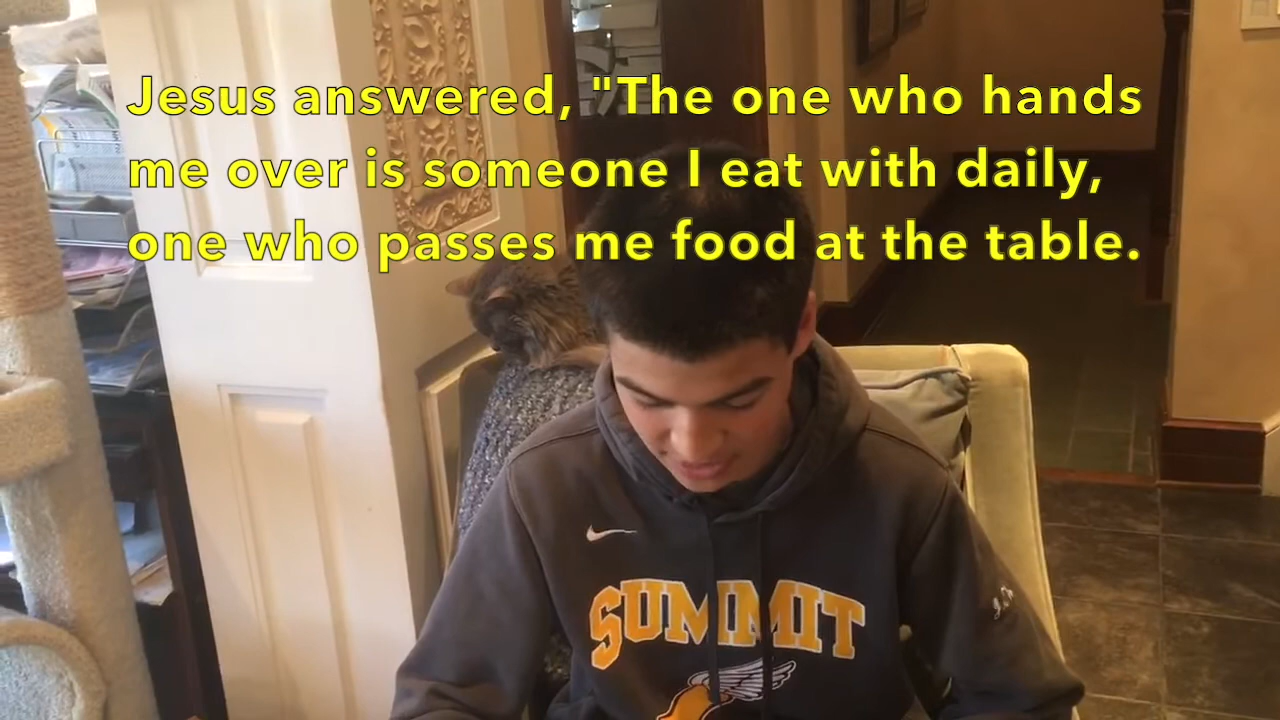 Jesus answered, "The one who hands
me over is someone I eat with daily,
one who passes me food at the table.
SUMMIT